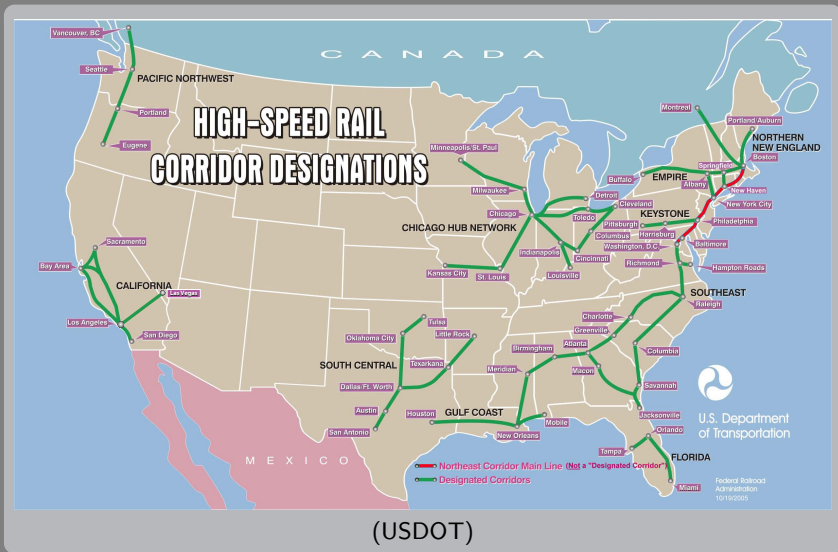 CANADA
Vancouver, BC
Seattle
PACIFIC NORTHWEST
Portland
Eugene
HIGH-SPEED RAIL
CORRIDOR DESIGNATIONS
Minneapolis/St. Paul
Milwaukee
Chicago
CHICAGO HUB NETWORK
Detroit
Cleveland
Toledo
Columbus
Indianapolis
Cincinnati
Kansas City
St. Louis
Louisville
Montreal
Portland Auburn
NORTHERN
NEW ENGLAND
Boston
Springfield
Buffalo
EMPIRE
Albany
New Haven
New York City
KEYSTONE
Pittsburgh
Philadelphia
Harrisburg
Washington, D.C.
Baltimore
Richmond
Hampton Roads
SOUTHEAST
Raleigh
Sacramento
Bay Area
CALIFORNIA
Las Vegas
Los Angeles
San Diego
Tulsa
Oklahoma City
Little Rock
SOUTH CENTRAL
Texarkana
Dallas/Ft. Worth
Austin
San Antonio
Houston
GULF COAST
New Orleans
Mobile
Meridian
Birmingham
Atlanta
Macon
Charlotte
Greenville
Columbia
Savannah
Jacksonville
Orlando
Tampa
FLORIDA
Miami
MEXICO
U.S. Department
of Transportation
Northeast Corridor Main Line (Not a "Designated Corridor")
Designated Corridors
Federal Railroad
Administration
10/19/2005
(USDOT)